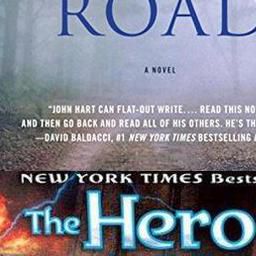 ROAD
A NOVEL
"JOHN HART CAN FLAT-OUT WRITE.... READ THIS NO
AND THEN GO BACK AND READ ALL OF HIS OTHERS. HE'S TH
—DAVID BALDACCI, #1 NEW YORK TIMES BESTSELLING
NEW YORK TIMES Bests
The Hero